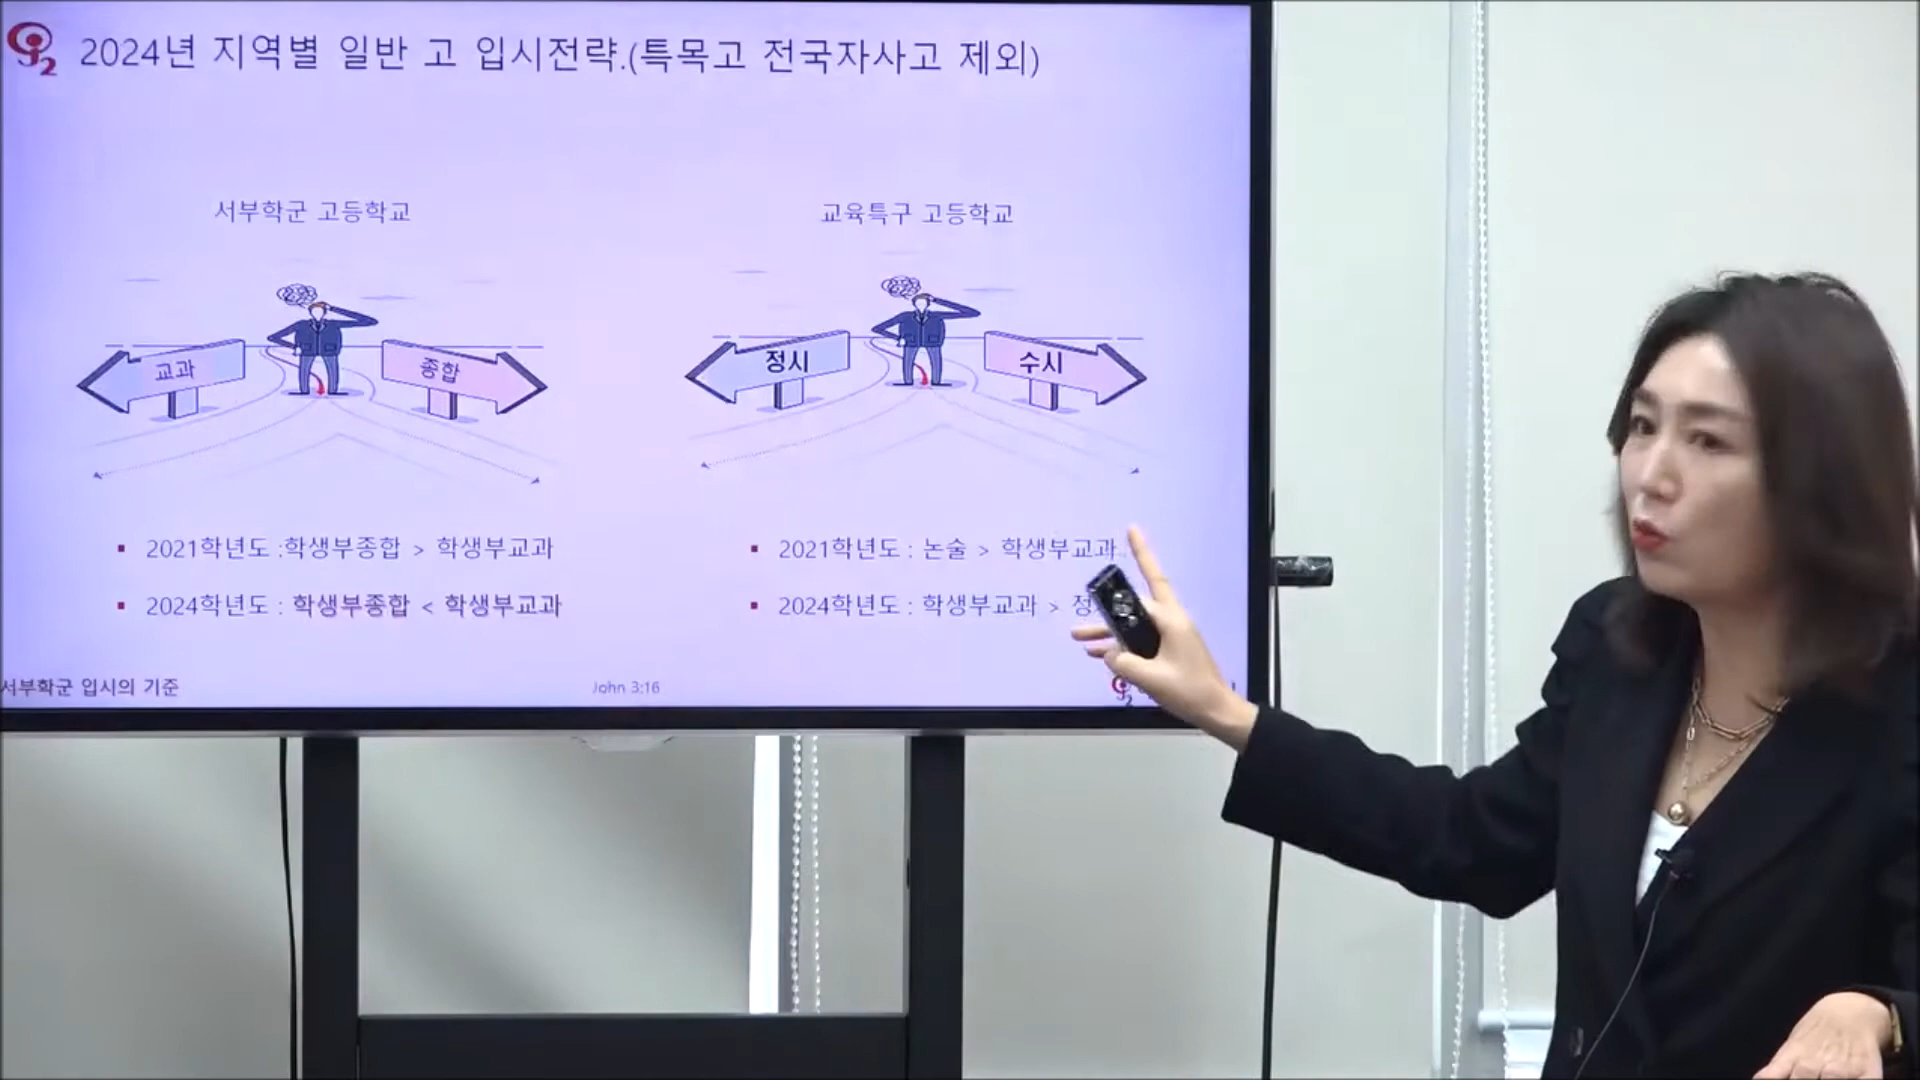 2024년 지역별 일반 고 입시전략.(특목고 전국자사고 제외)
서부학군 고등학교
교과
종합
2021학년도 :학생부종합 > 학생부교과
2024학년도 : 학생부종합 < 학생부교과
교육특구 고등학교
정시
수시
2021학년도 : 논술 > 학생부교과
2024학년도 : 학생부교과 >
서부학군 입시의 기준
John 3:16